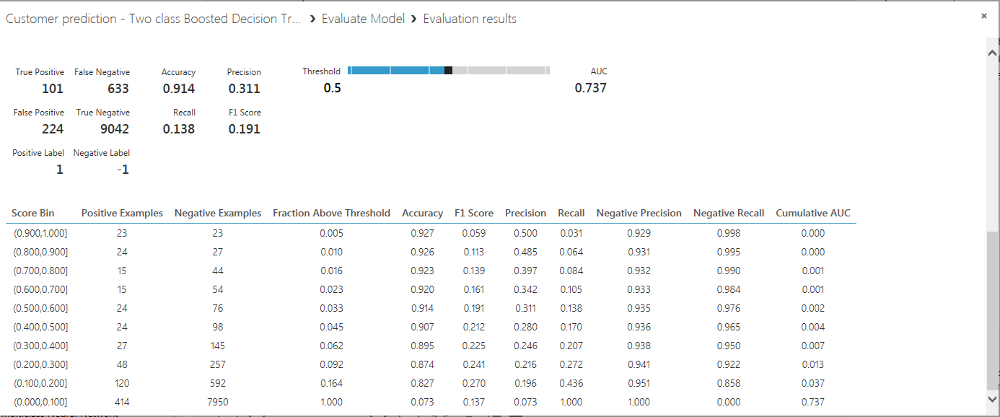 Customer prediction - Two class Boosted Decision Tr... › Evaluate Model › Evaluation results ×
True Positive False Negative Accuracy Precision Threshold AUC
101 633 0.914 0.311 0.5 0.737
False Positive True Negative Recall F1 Score
224 9042 0.138 0.191
Positive Label Negative Label
1 -1
Score Bin Positive Examples Negative Examples Fraction Above Threshold Accuracy F1 Score Precision Recall Negative Precision Negative Recall Cumulative AUC
(0.900,1.000] 23 23 0.005 0.927 0.059 0.500 0.031 0.929 0.998 0.000
(0.800,0.900] 24 27 0.010 0.926 0.113 0.485 0.064 0.931 0.995 0.000
(0.700,0.800] 15 44 0.016 0.923 0.139 0.397 0.084 0.932 0.990 0.001
(0.600,0.700] 15 54 0.023 0.920 0.161 0.342 0.105 0.933 0.984 0.001
(0.500,0.600] 24 76 0.033 0.914 0.191 0.311 0.138 0.935 0.976 0.002
(0.400,0.500] 24 98 0.045 0.907 0.212 0.280 0.170 0.936 0.965 0.004
(0.300,0.400] 27 145 0.062 0.895 0.225 0.246 0.207 0.938 0.950 0.007
(0.200,0.300] 48 257 0.092 0.874 0.241 0.216 0.272 0.941 0.922 0.013
(0.100,0.200] 120 592 0.164 0.827 0.270 0.196 0.436 0.951 0.858 0.037
(0.000,0.100] 414 7950 1.000 0.073 0.137 0.073 1.000 1.000 0.000 0.737